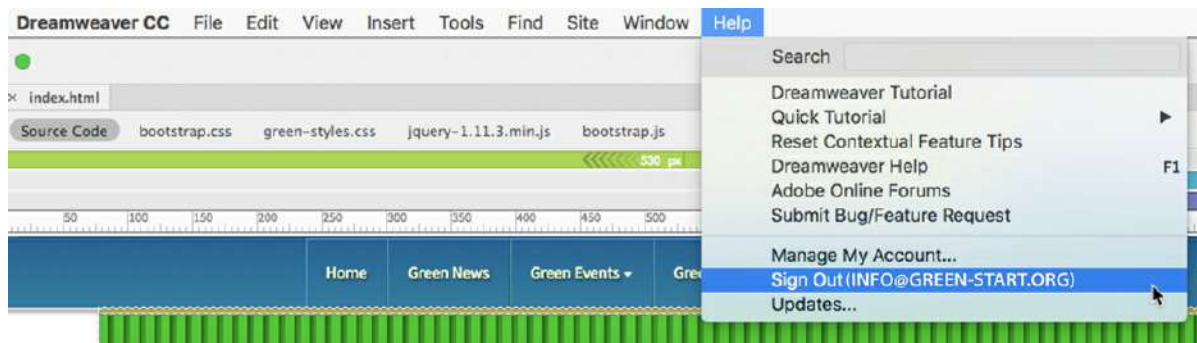 Dreamweaver CC File Edit View Insert Tools Find Site Window Help
Search
× index.html
Dreamweaver Tutorial
Quick Tutorial ▶
Source Code bootstrap.css green-styles.css jquery-1.11.3.min.js bootstrap.js
Reset Contextual Feature Tips
530 px
Dreamweaver Help F1
Adobe Online Forums
50 100 150 200 250 300 350 400 450 500
Submit Bug/Feature Request
Manage My Account...
Home Green News Green Events ▾ Gree
Sign Out (INFO@GREEN-START.ORG)
Updates...